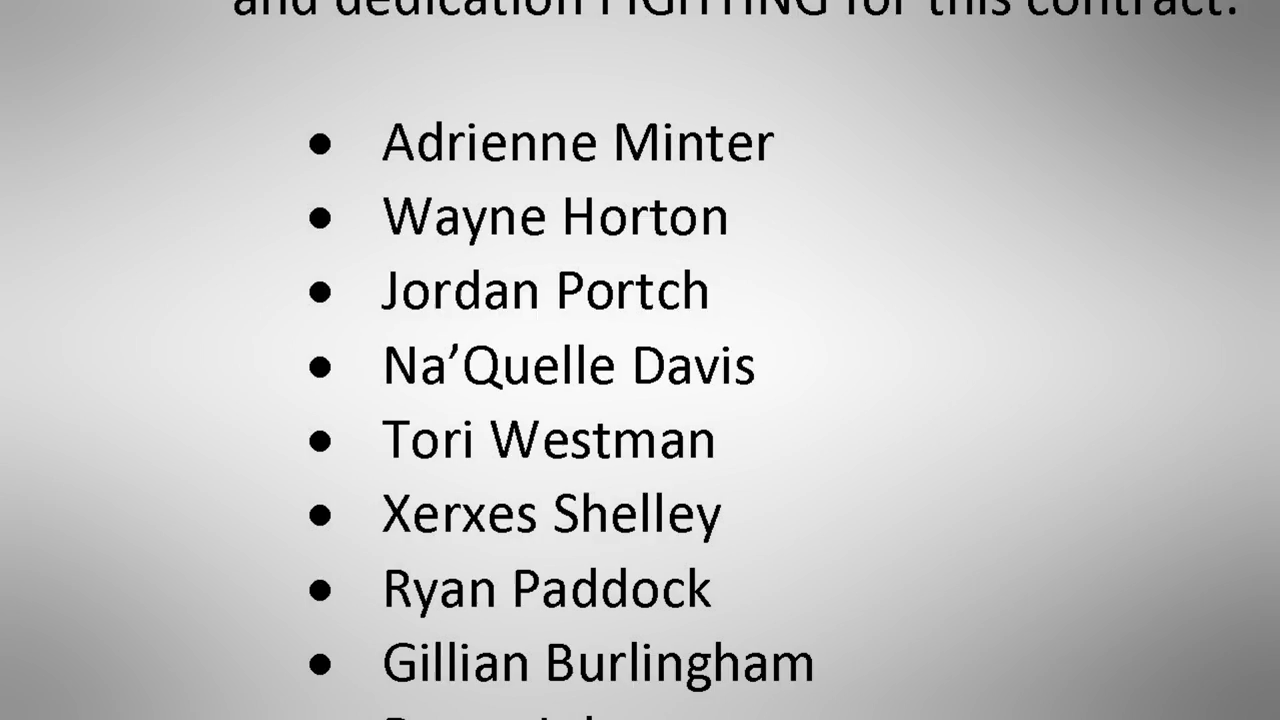 and dedication FIGHTING for this contract.
• Adrienne Minter
• Wayne Horton
• Jordan Portch
• Na’Quelle Davis
• Tori Westman
• Xerxes Shelley
• Ryan Paddock
• Gillian Burlingham